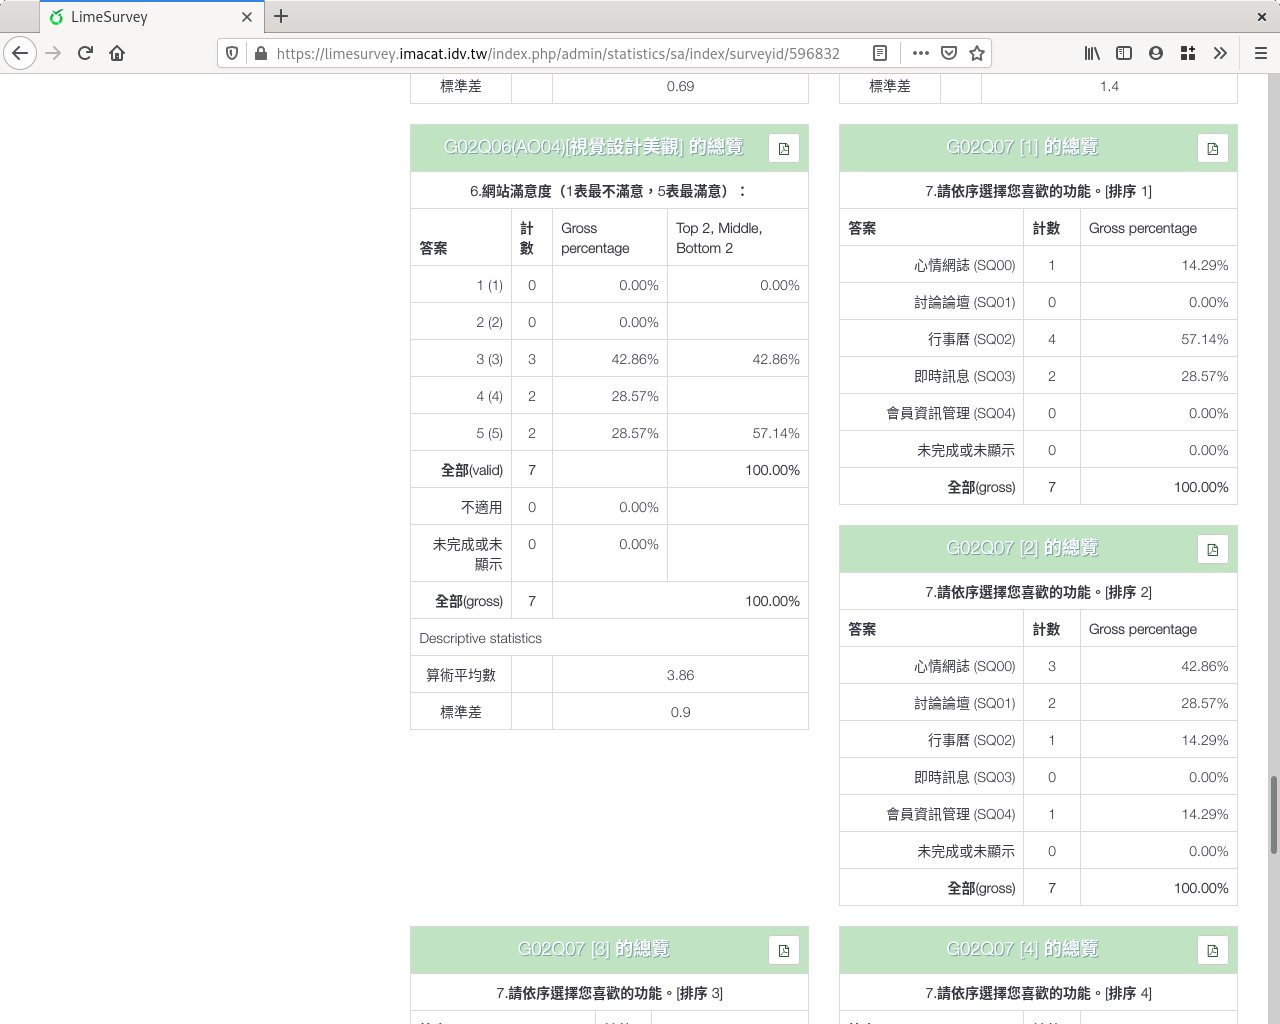 LimeSurvey
https://limesurvey.imacat.idv.tw/index.php/admin/statistics/sa/index/surveyid/596832
標準差 0.69
標準差 1.4
G02Q06(AO04)[視覺設計美觀] 的總覽
6.網站滿意度（1表最不滿意，5表最滿意）：
答案 計數 Gross percentage Top 2, Middle, Bottom 2
1 (1) 0 0.00% 0.00%
2 (2) 0 0.00%
3 (3) 3 42.86% 42.86%
4 (4) 2 28.57%
5 (5) 2 28.57% 57.14%
全部(valid) 7 100.00%
不適用 0 0.00%
未完成或未顯示 0 0.00%
全部(gross) 7 100.00%
Descriptive statistics
算術平均數 3.86
標準差 0.9
G02Q07 [1] 的總覽
7.請依序選擇您喜歡的功能。[排序 1]
答案 計數 Gross percentage
心情網誌 (SQ00) 1 14.29%
討論論壇 (SQ01) 0 0.00%
行事曆 (SQ02) 4 57.14%
即時訊息 (SQ03) 2 28.57%
會員資訊管理 (SQ04) 0 0.00%
未完成或未顯示 0 0.00%
全部(gross) 7 100.00%
G02Q07 [2] 的總覽
7.請依序選擇您喜歡的功能。[排序 2]
答案 計數 Gross percentage
心情網誌 (SQ00) 3 42.86%
討論論壇 (SQ01) 2 28.57%
行事曆 (SQ02) 1 14.29%
即時訊息 (SQ03) 0 0.00%
會員資訊管理 (SQ04) 1 14.29%
未完成或未顯示 0 0.00%
全部(gross) 7 100.00%
G02Q07 [3] 的總覽
7.請依序選擇您喜歡的功能。[排序 3]
G02Q07 [4] 的總覽
7.請依序選擇您喜歡的功能。[排序 4]